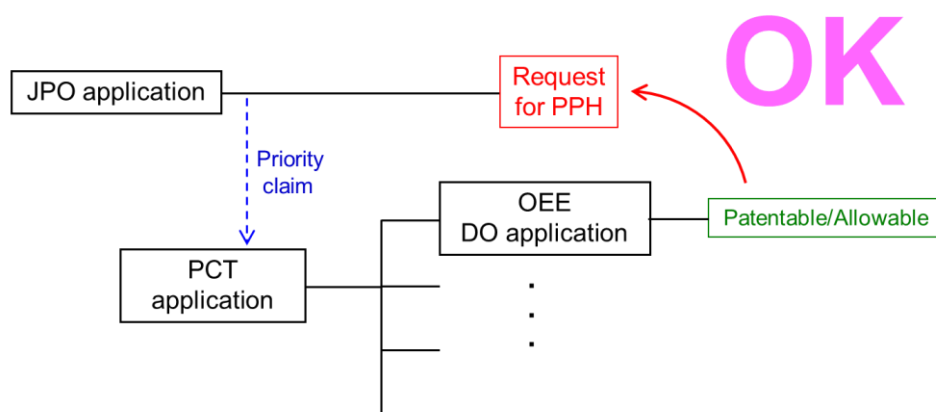 OK
JPO application
Request
for PPH
Priority
claim
OEE
DO application
Patentable/Allowable
PCT
application